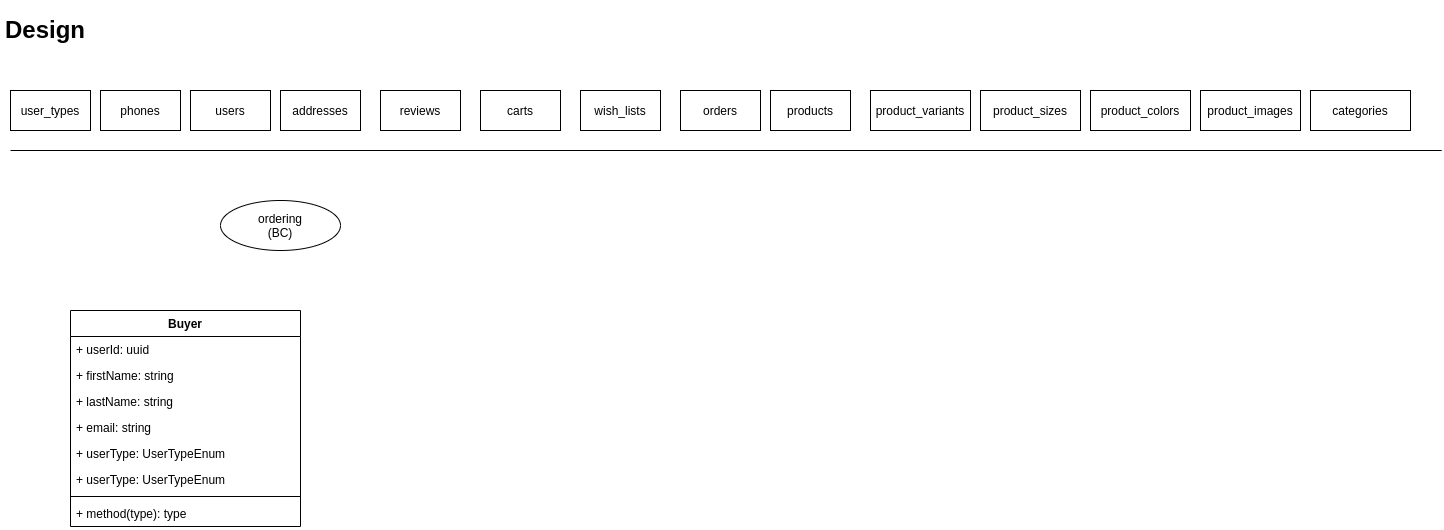 Design
user_types
phones
users
addresses
reviews
carts
wish_lists
orders
products
product_variants
product_sizes
product_colors
product_images
categories
ordering
(BC)
Buyer
+ userId: uuid
+ firstName: string
+ lastName: string
+ email: string
+ userType: UserTypeEnum
+ userType: UserTypeEnum
+ method(type): type